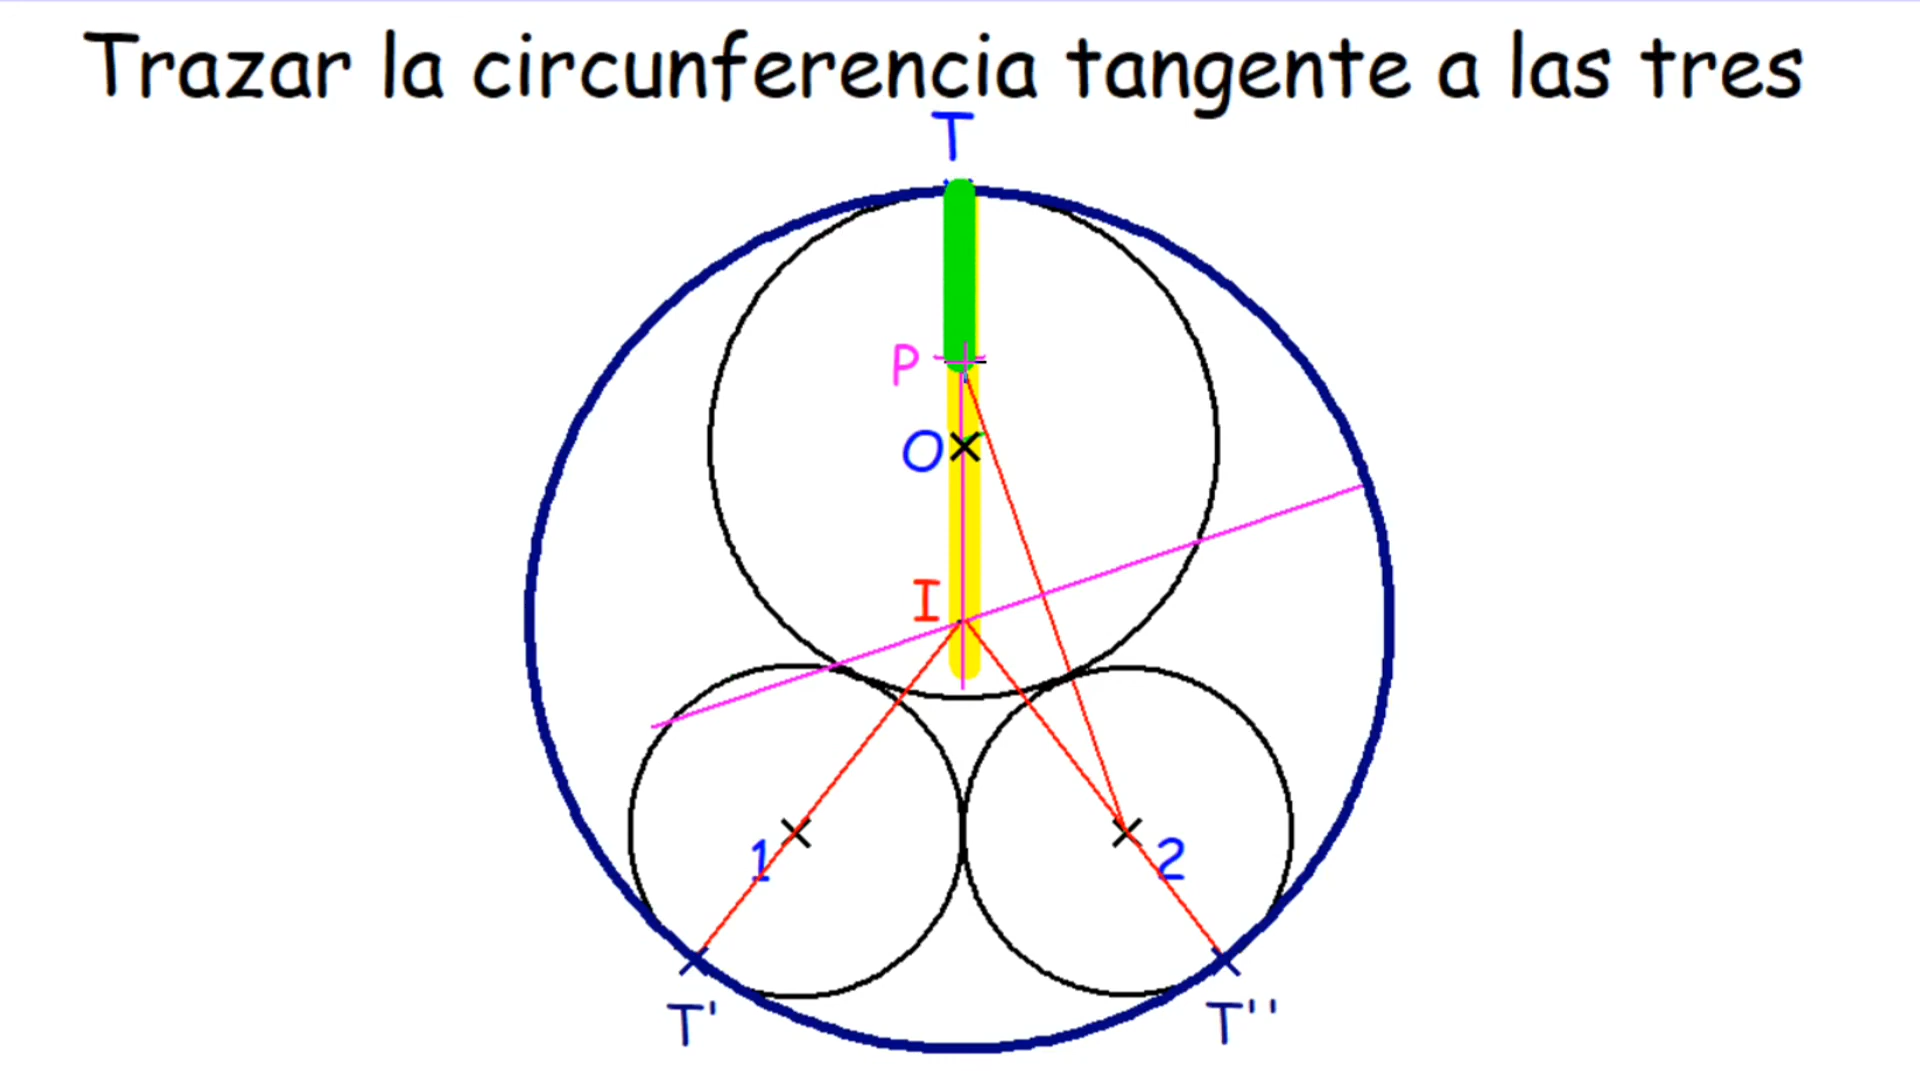 Trazar la circunferencia tangente a las tres
T
P
O
I
1
2
T'
T''